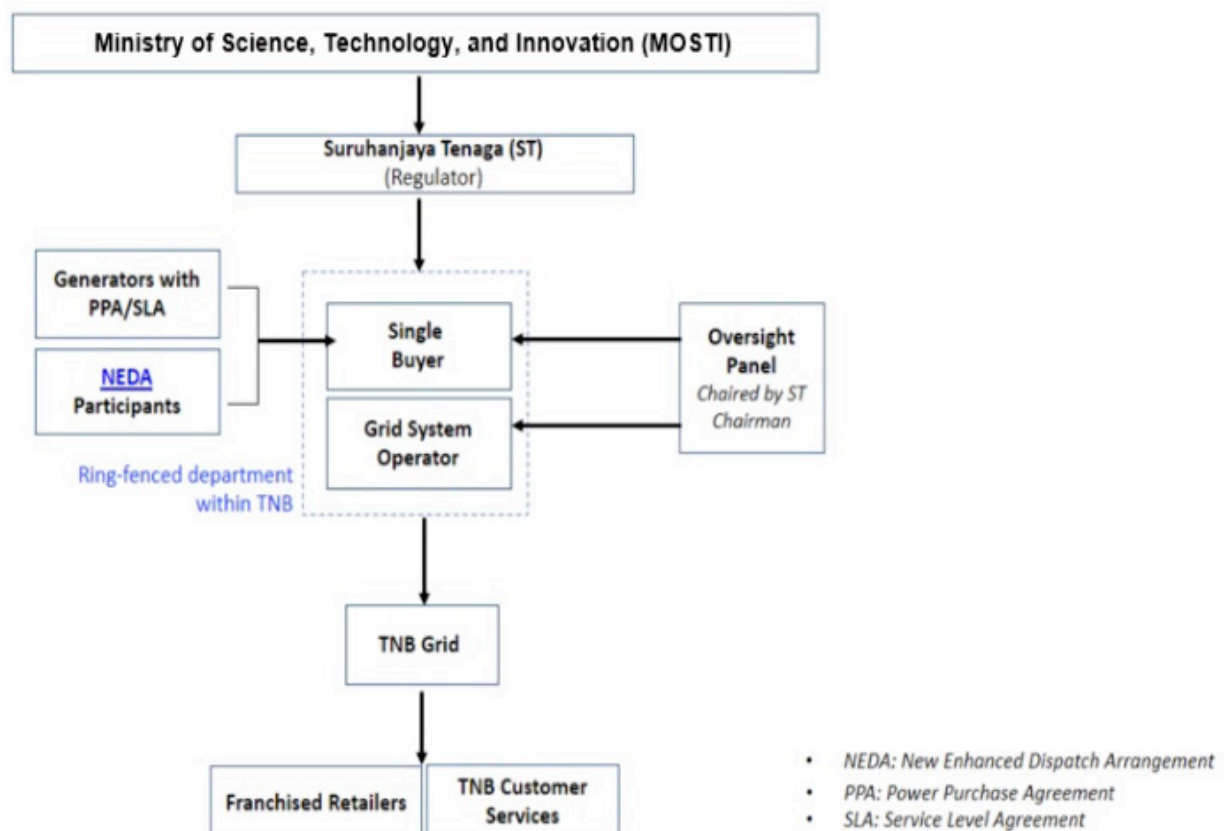 Ministry of Science, Technology, and Innovation (MOSTI)
Suruhanjaya Tenaga (ST)
(Regulator)
Generators with
PPA/SLA
NEDA
Participants
Single
Buyer
Grid System
Operator
Oversight
Panel
Chaired by ST
Chairman
Ring-fenced department
within TNB
TNB Grid
Franchised Retailers
TNB Customer
Services
• NEDA: New Enhanced Dispatch Arrangement
• PPA: Power Purchase Agreement
• SLA: Service Level Agreement